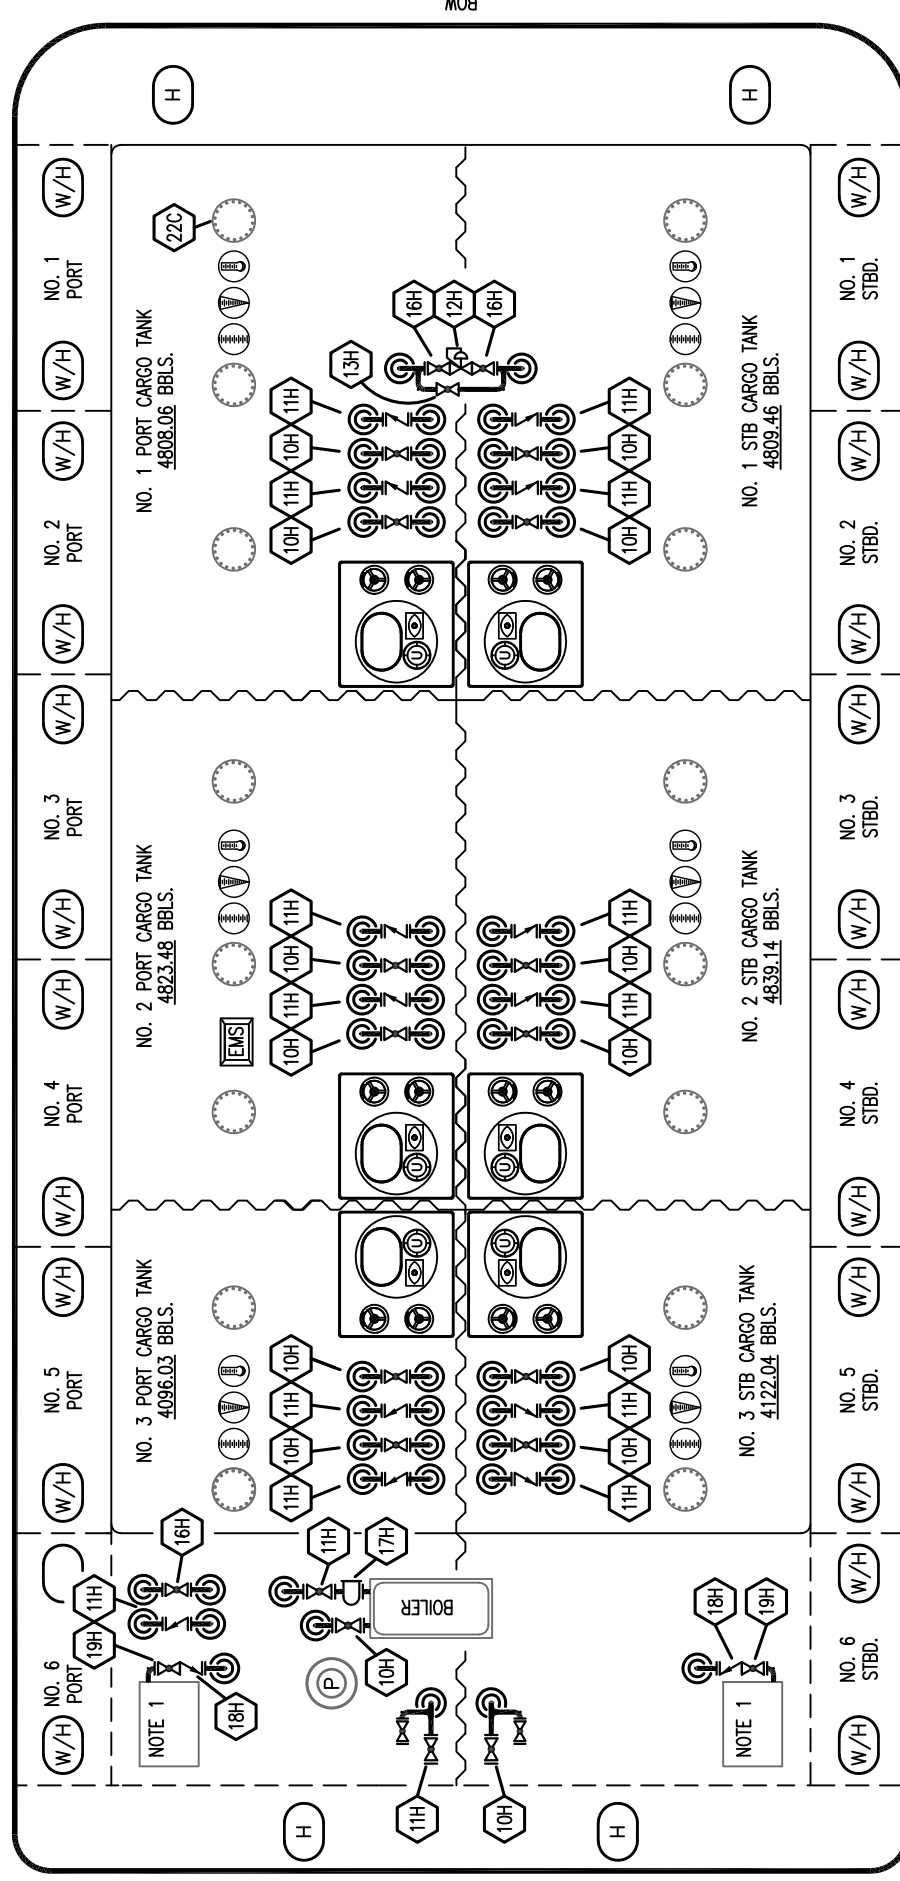 BOW
H
H
W/H
NO. 1
PORT
W/H
W/H
NO. 2
PORT
W/H
W/H
NO. 3
PORT
W/H
W/H
NO. 4
PORT
W/H
W/H
NO. 5
PORT
W/H
NO. 6
PORT
W/H
22C
NO. 1 PORT CARGO TANK
4808.06 BBLS.
16H
12H
16H
13H
11H
10H
11H
10H
11H
10H
11H
10H
NO. 1 STB CARGO TANK
4809.46 BBLS.
U
U
NO. 2 PORT CARGO TANK
4823.48 BBLS.
EMS
11H
10H
11H
10H
11H
10H
11H
10H
NO. 2 STB CARGO TANK
4839.14 BBLS.
U
U
NO. 3 PORT CARGO TANK
4096.03 BBLS.
U
U
10H
11H
10H
11H
10H
11H
10H
11H
NO. 3 STB CARGO TANK
4122.04 BBLS.
16H
11H
19H
18H
NOTE 1
11H
17H
BOILER
10H
P
11H
10H
18H
19H
NOTE 1
W/H
NO. 1
STBD.
W/H
W/H
NO. 2
STBD.
W/H
W/H
NO. 3
STBD.
W/H
W/H
NO. 4
STBD.
W/H
W/H
NO. 5
STBD.
W/H
W/H
NO. 6
STBD.
W/H
H
H